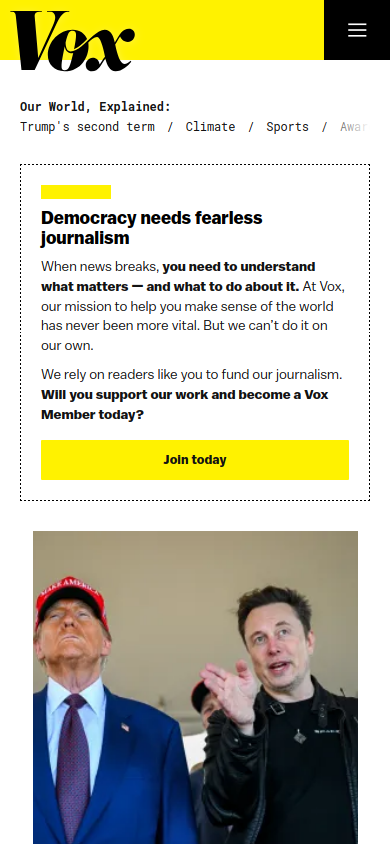 Vox
Our World, Explained:
Trump's second term / Climate / Sports /
Democracy needs fearless
journalism
When news breaks, you need to understand
what matters — and what to do about it. At Vox,
our mission to help you make sense of the world
has never been more vital. But we can't do it on
our own.
We rely on readers like you to fund our journalism.
Will you support our work and become a Vox
Member today?
Join today